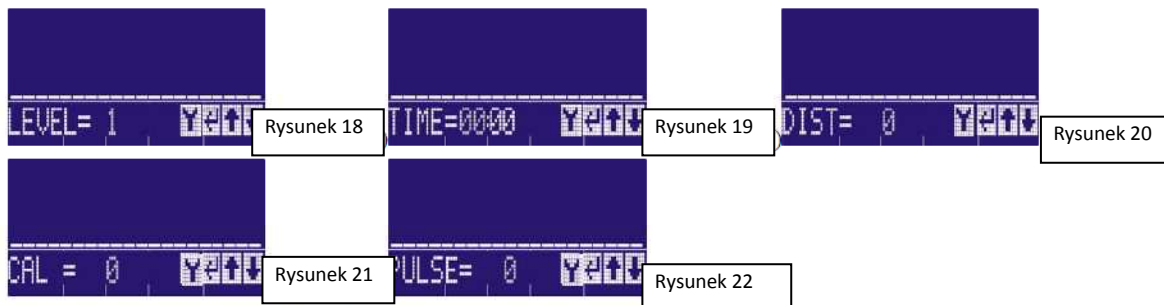 LEVEL= 1 Y Rysunek 18
TIME=0000 Y Rysunek 19
DIST= 0 Y Rysunek 20
CAL = 0 Y Rysunek 21
PULSE= 0 Y Rysunek 22